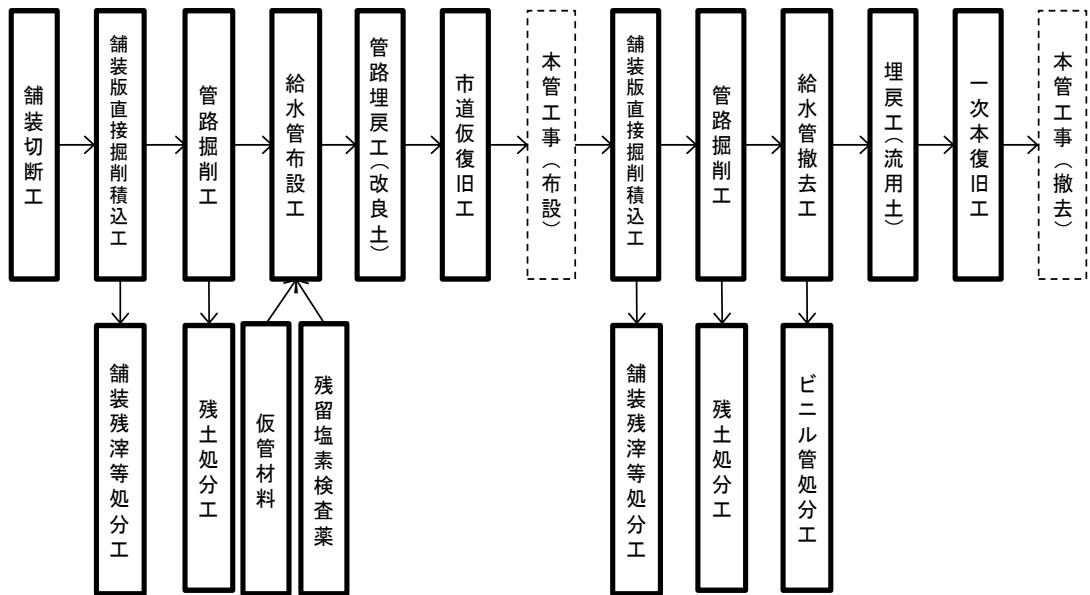 舗装切断工
舗装版直接掘削積込工
管路掘削工
給水管布設工
管路埋戻工（改良土）
市道仮復旧工
本管工事（布設）
舗装版直接掘削積込工
管路掘削工
給水管撤去工
埋戻工（流用土）
一次本復旧工
本管工事（撤去）
舗装残滓等処分工
残土処分工
仮管材料
残留塩素検査薬
舗装残滓等処分工
残土処分工
ビニル管処分工